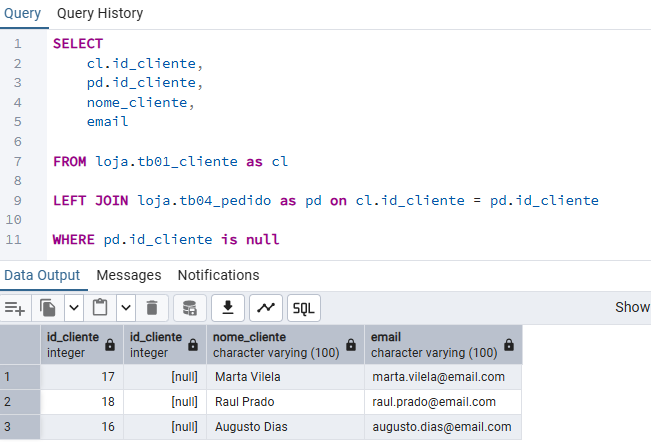 Query Query History
1 SELECT
2 cl.id_cliente,
3 pd.id_cliente,
4 nome_cliente,
5 email
6
7 FROM loja.tb01_cliente as cl
8
9 LEFT JOIN loja.tb04_pedido as pd on cl.id_cliente = pd.id_cliente
10
11 WHERE pd.id_cliente is null
Data Output Messages Notifications
SQL Show
id_cliente id_cliente nome_cliente email
integer integer character varying (100) character varying (100)
1 17 [null] Marta Vilela marta.vilela@email.com
2 18 [null] Raul Prado raul.prado@email.com
3 16 [null] Augusto Dias augusto.dias@email.com